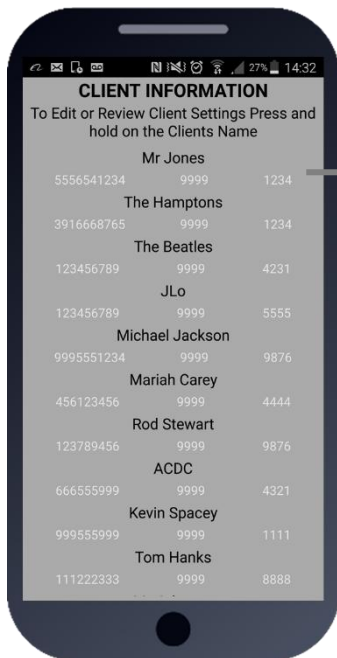 27% 14:32
CLIENT INFORMATION
To Edit or Review Client Settings Press and
hold on the Clients Name
Mr Jones
5556541234 9999 1234
The Hamptons
3916668765 9999 1234
The Beatles
123456789 9999 4231
JLo
123456789 9999 5555
Michael Jackson
9995551234 9999 9876
Mariah Carey
456123456 9999 4444
Rod Stewart
123789456 9999 9876
ACDC
666555999 9999 4321
Kevin Spacey
999555999 9999 1111
Tom Hanks
111222333 9999 8888